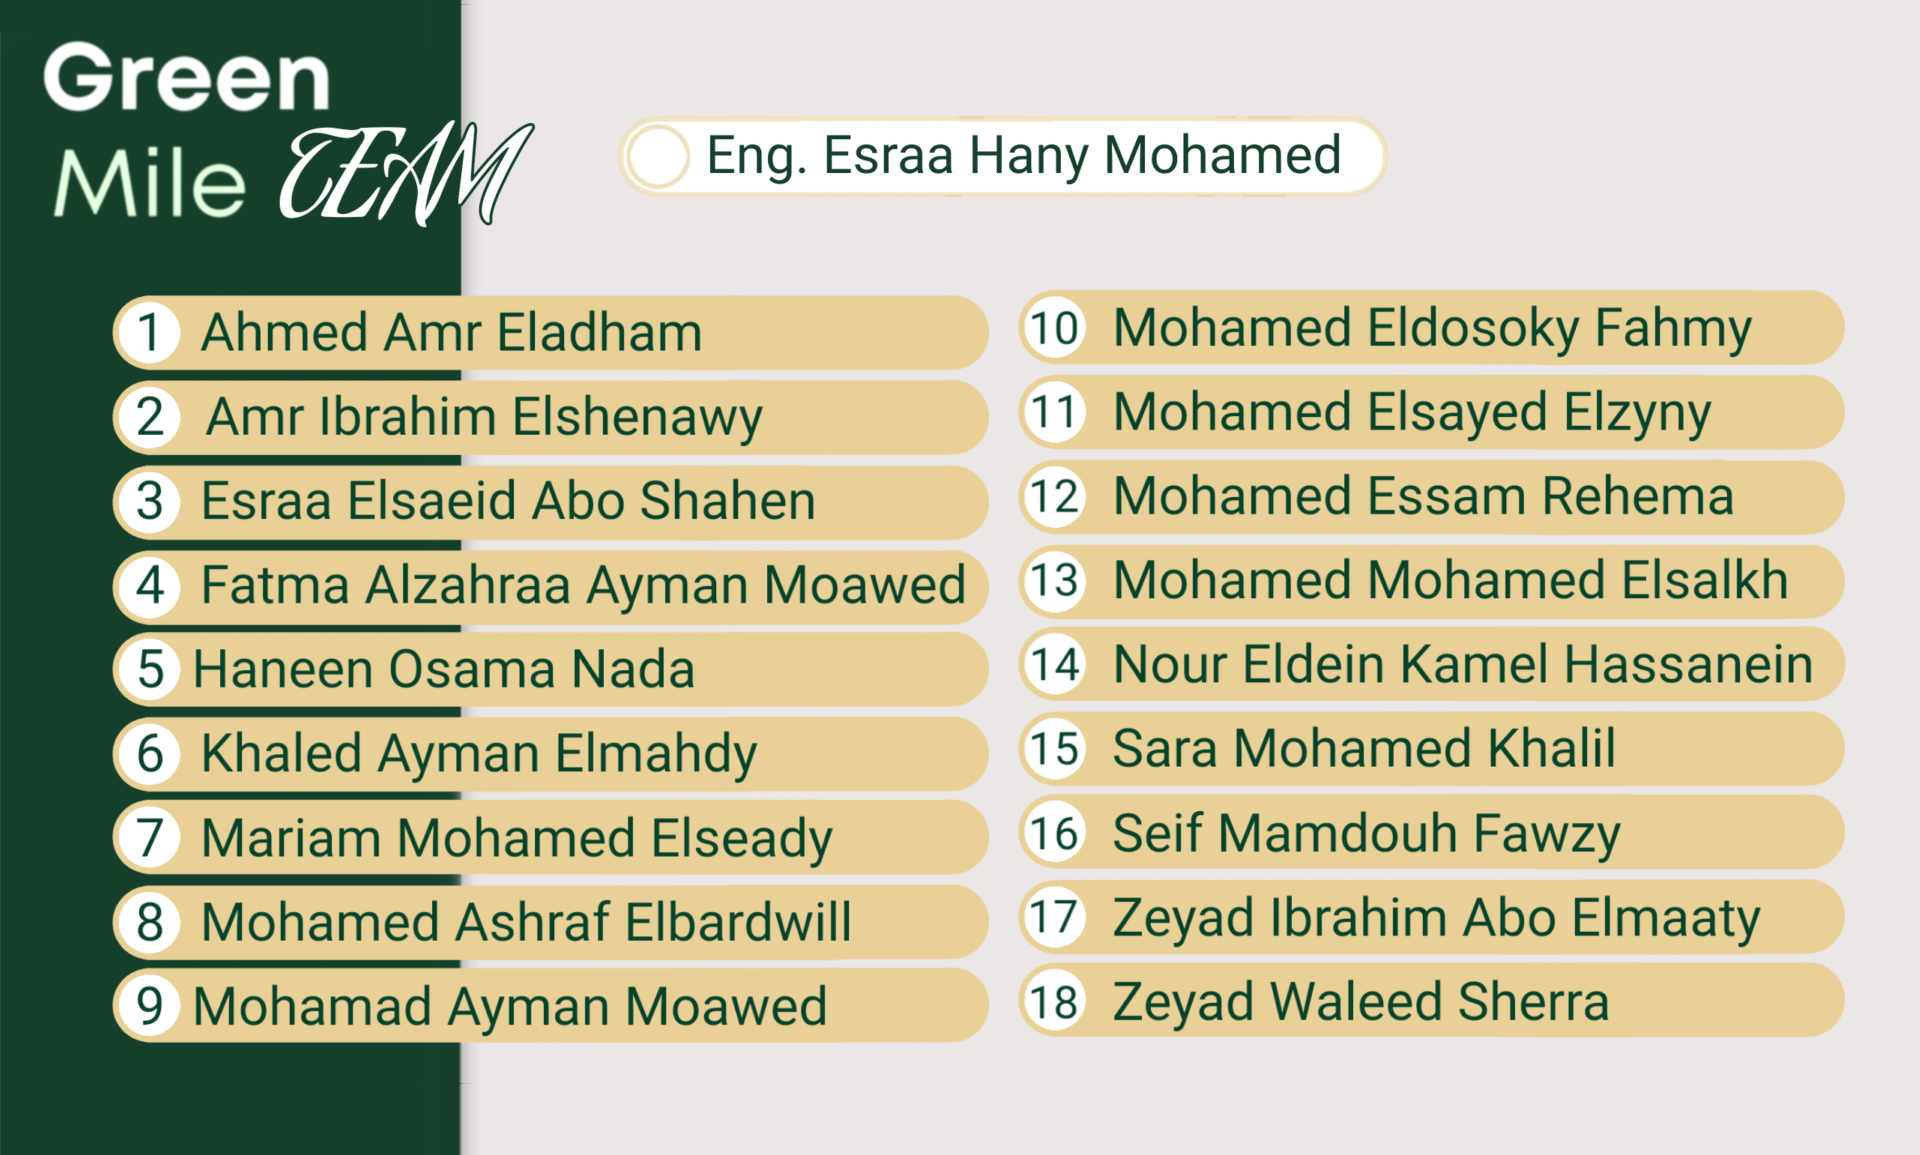 Green
Mile TEAM
Eng. Esraa Hany Mohamed
1 Ahmed Amr Eladham
2 Amr Ibrahim Elshenawy
3 Esraa Elsaeid Abo Shahen
4 Fatma Alzahraa Ayman Moawed
5 Haneen Osama Nada
6 Khaled Ayman Elmahdy
7 Mariam Mohamed Elseady
8 Mohamed Ashraf Elbardwill
9 Mohamad Ayman Moawed
10 Mohamed Eldosoky Fahmy
11 Mohamed Elsayed Elzyny
12 Mohamed Essam Rehema
13 Mohamed Mohamed Elsalkh
14 Nour Eldein Kamel Hassanein
15 Sara Mohamed Khalil
16 Seif Mamdouh Fawzy
17 Zeyad Ibrahim Abo Elmaaty
18 Zeyad Waleed Sherra